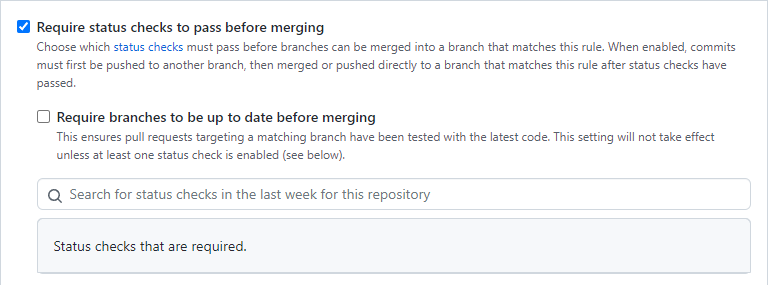 Require status checks to pass before merging
Choose which status checks must pass before branches can be merged into a branch that matches this rule. When enabled, commits
must first be pushed to another branch, then merged or pushed directly to a branch that matches this rule after status checks have
passed.
Require branches to be up to date before merging
This ensures pull requests targeting a matching branch have been tested with the latest code. This setting will not take effect
unless at least one status check is enabled (see below).
Search for status checks in the last week for this repository
Status checks that are required.